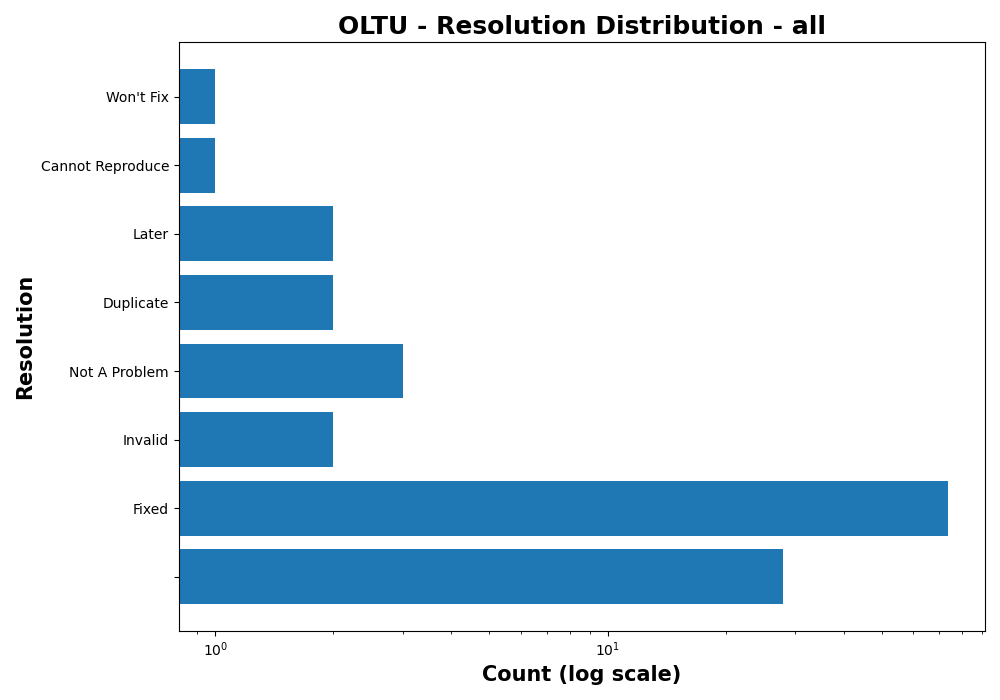 OLTU - Resolution Distribution - all
Won't Fix
Cannot Reproduce
Later
Duplicate
Not A Problem
Invalid
Fixed
Resolution
10⁰
10¹
Count (log scale)